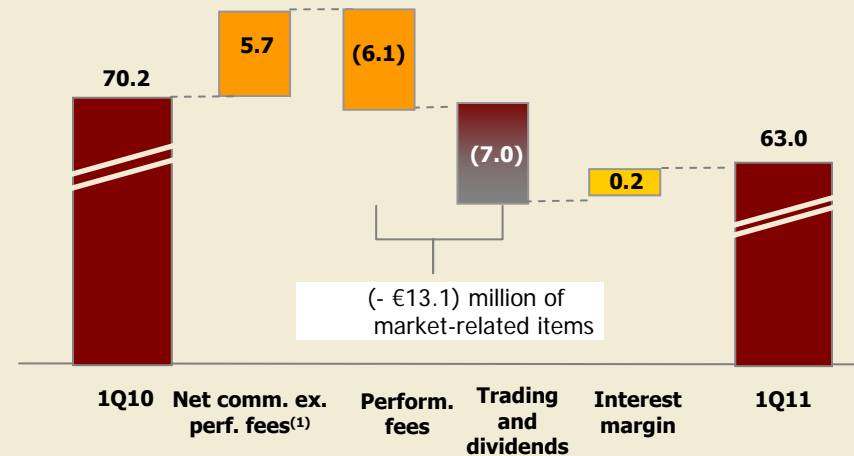 5.7
(6.1)
70.2
(7.0)
63.0
0.2
(- €13.1) million of
market-related items
1Q10
Net comm. ex.
perf. fees(1)
Perform.
fees
Trading
and
dividends
Interest
margin
1Q11